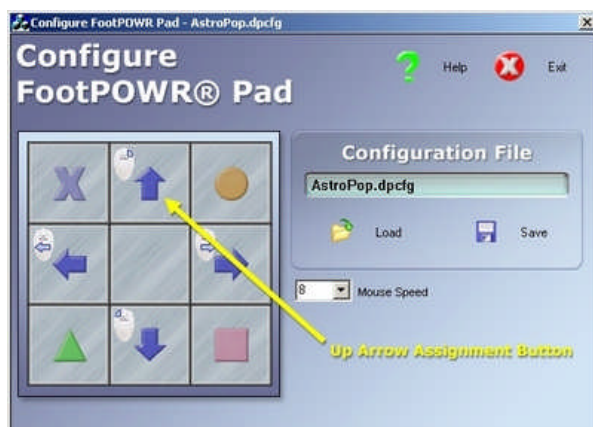 Configure FootPOWR Pad - AstroPop.dpcfg
Configure
FootPOWR® Pad
Help
Exit
Configuration File
AstroPop.dpcfg
Load
Save
8
Mouse Speed
Up Arrow Assignment Button